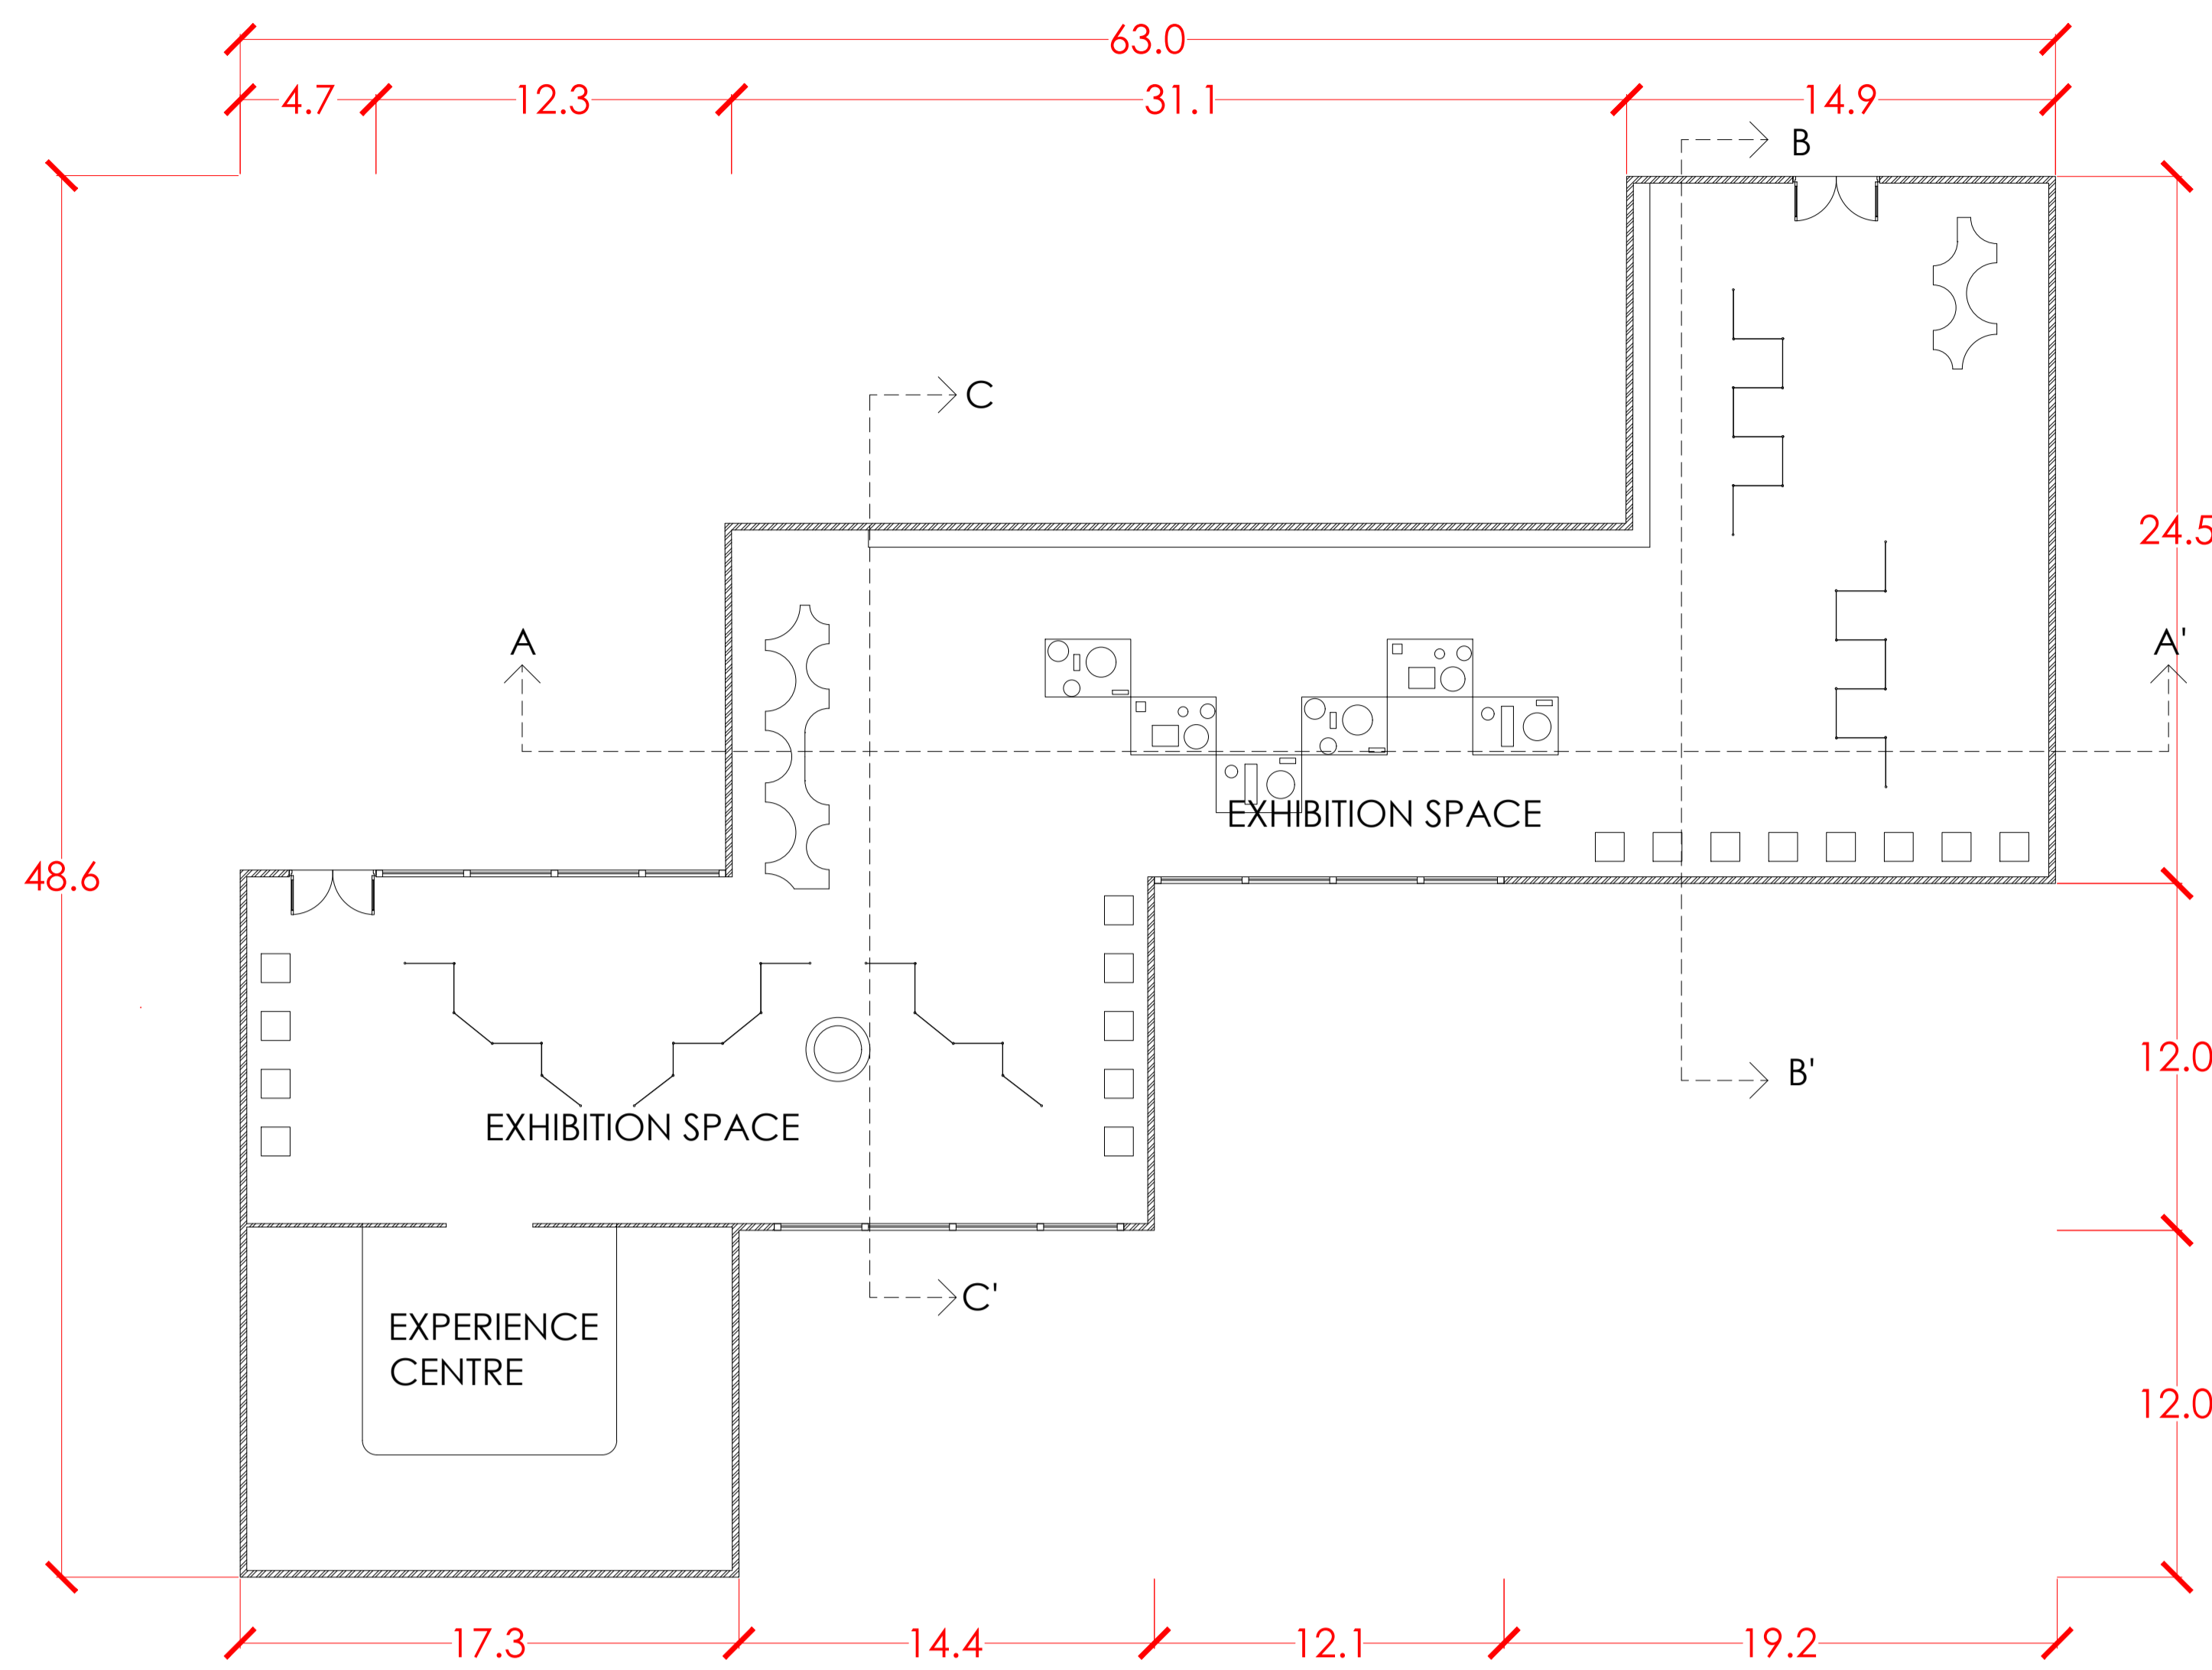 63.0
4.7 12.3 31.1 14.9
B
C
24.5
A A'
EXHIBITION SPACE
48.6
12.0
B'
EXHIBITION SPACE
C'
EXPERIENCE
CENTRE
12.0
17.3 14.4 12.1 19.2